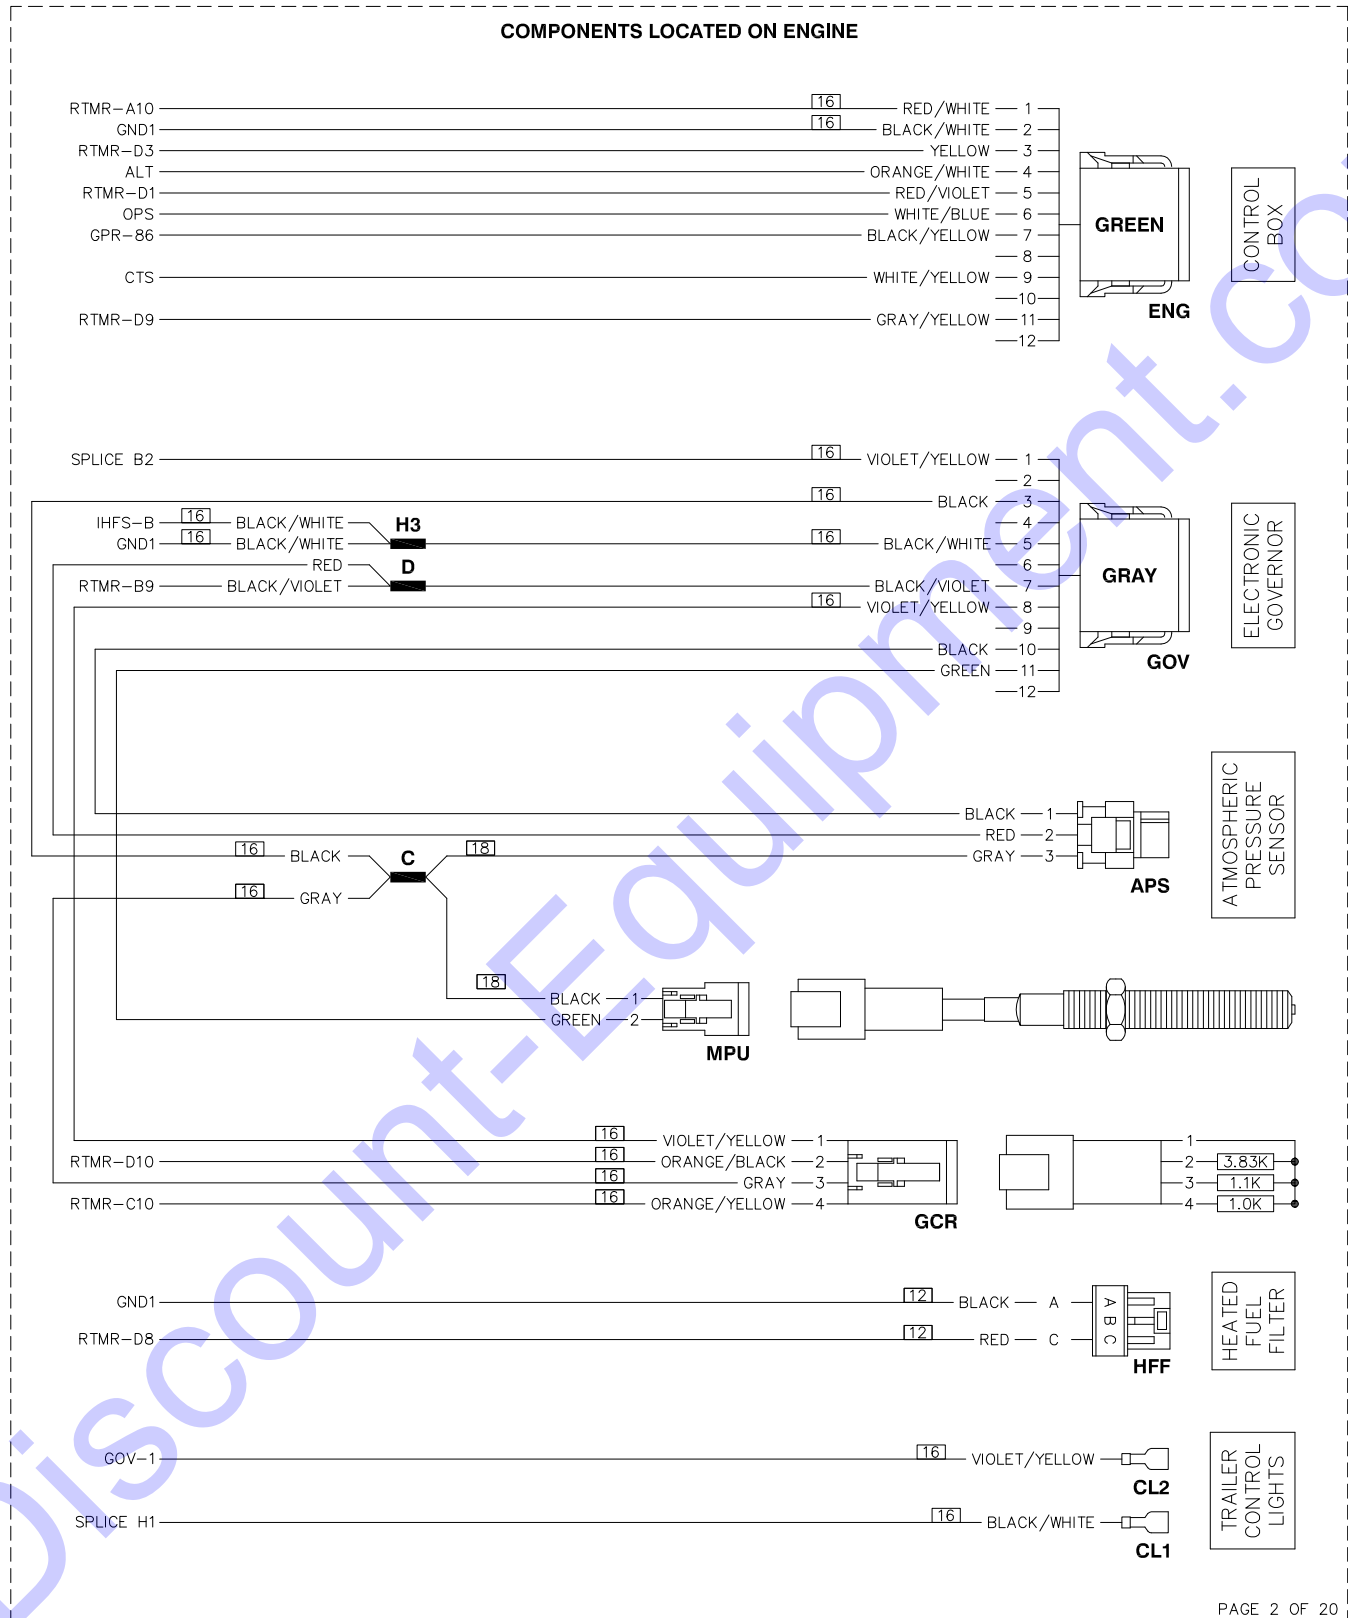 COMPONENTS LOCATED ON ENGINE
RTMR-A10 16 RED/WHITE 1
GND1 16 BLACK/WHITE 2
RTMR-D3 YELLOW 3
ALT ORANGE/WHITE 4
RTMR-D1 RED/VIOLET 5
OPS WHITE/BLUE 6
GPR-86 BLACK/YELLOW 7
8
CTS WHITE/YELLOW 9
10
RTMR-D9 GRAY/YELLOW 11
12
GREEN
ENG
CONTROL
BOX
SPLICE B2 16 VIOLET/YELLOW 1
2
16 BLACK 3
IHFS-B 16 BLACK/WHITE H3 4
GND1 16 BLACK/WHITE 16 BLACK/WHITE 5
RED D 6
RTMR-B9 BLACK/VIOLET BLACK/VIOLET 7
16 VIOLET/YELLOW 8
9
BLACK 10
GREEN 11
12
GRAY
GOV
ELECTRONIC
GOVERNOR
BLACK 1
RED 2
16 BLACK C 18 GRAY 3
16 GRAY
APS
ATMOSPHERIC
PRESSURE
SENSOR
18 BLACK 1
GREEN 2
MPU
16 VIOLET/YELLOW 1 1
RTMR-D10 16 ORANGE/BLACK 2 2 3.83K
16 GRAY 3 3 1.1K
RTMR-C10 16 ORANGE/YELLOW 4 4 1.0K
GCR
GND1 12 BLACK A A
B
RTMR-D8 12 RED C C
HFF
HEATED
FUEL
FILTER
GOV-1 16 VIOLET/YELLOW
CL2
SPLICE H1 16 BLACK/WHITE
CL1
TRAILER
CONTROL
LIGHTS
PAGE 2 OF 20
Discount-Equipment.co